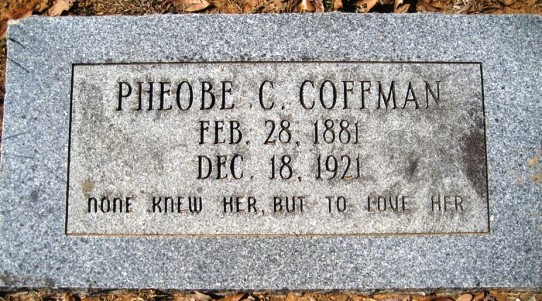 PHEOBE C. COFFMAN
FEB. 28, 1881
DEC. 18, 1921
NONE KNEW HER, BUT TO LOVE HER